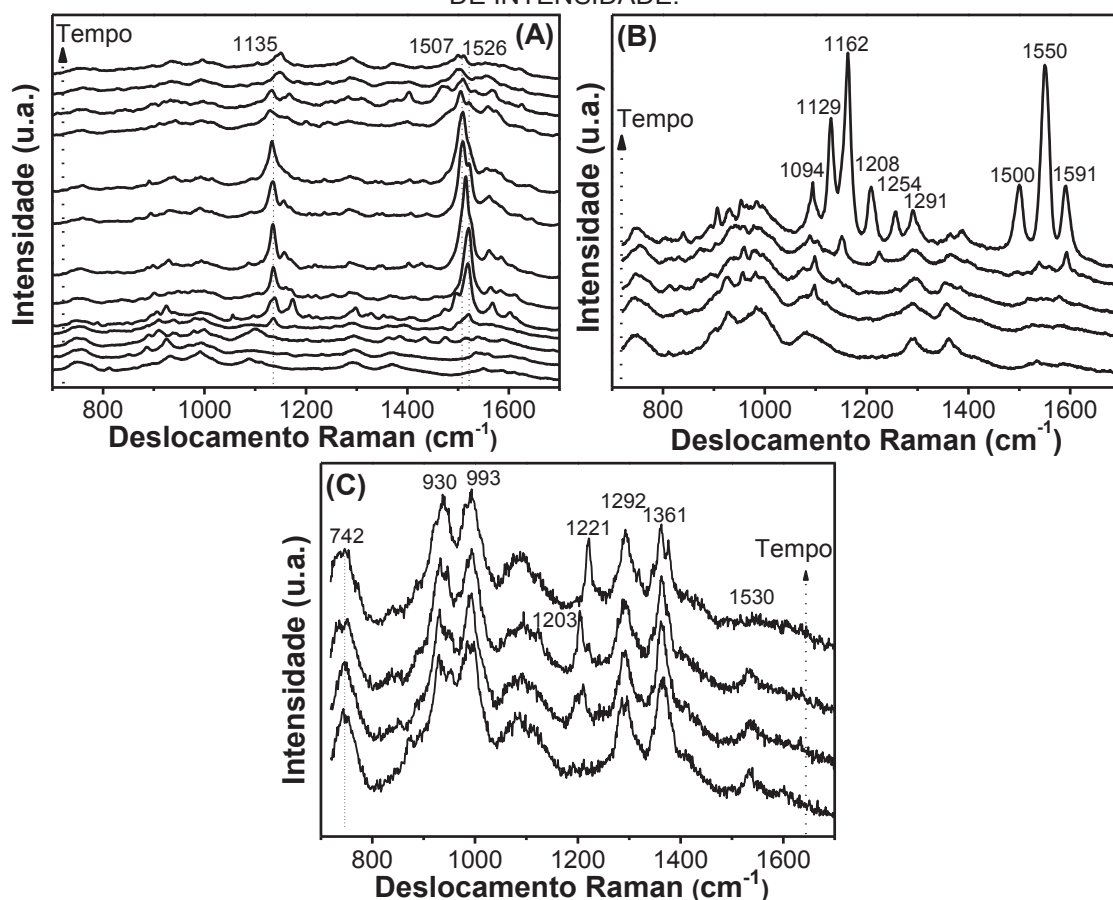 DE INTENSIDADE.
(A)
Tempo
1135
1507
1526
Intensidade (u.a.)
800 1000 1200 1400 1600
Deslocamento Raman (cm-1)
(B)
Tempo
1094
1129
1162
1208
1254
1291
1500
1550
1591
Intensidade (u.a.)
800 1000 1200 1400 1600
Deslocamento Raman (cm-1)
(C)
742
930
993
1203
1221
1292
1361
1530
Tempo
Intensidade (u.a.)
800 1000 1200 1400 1600
Deslocamento Raman (cm-1)